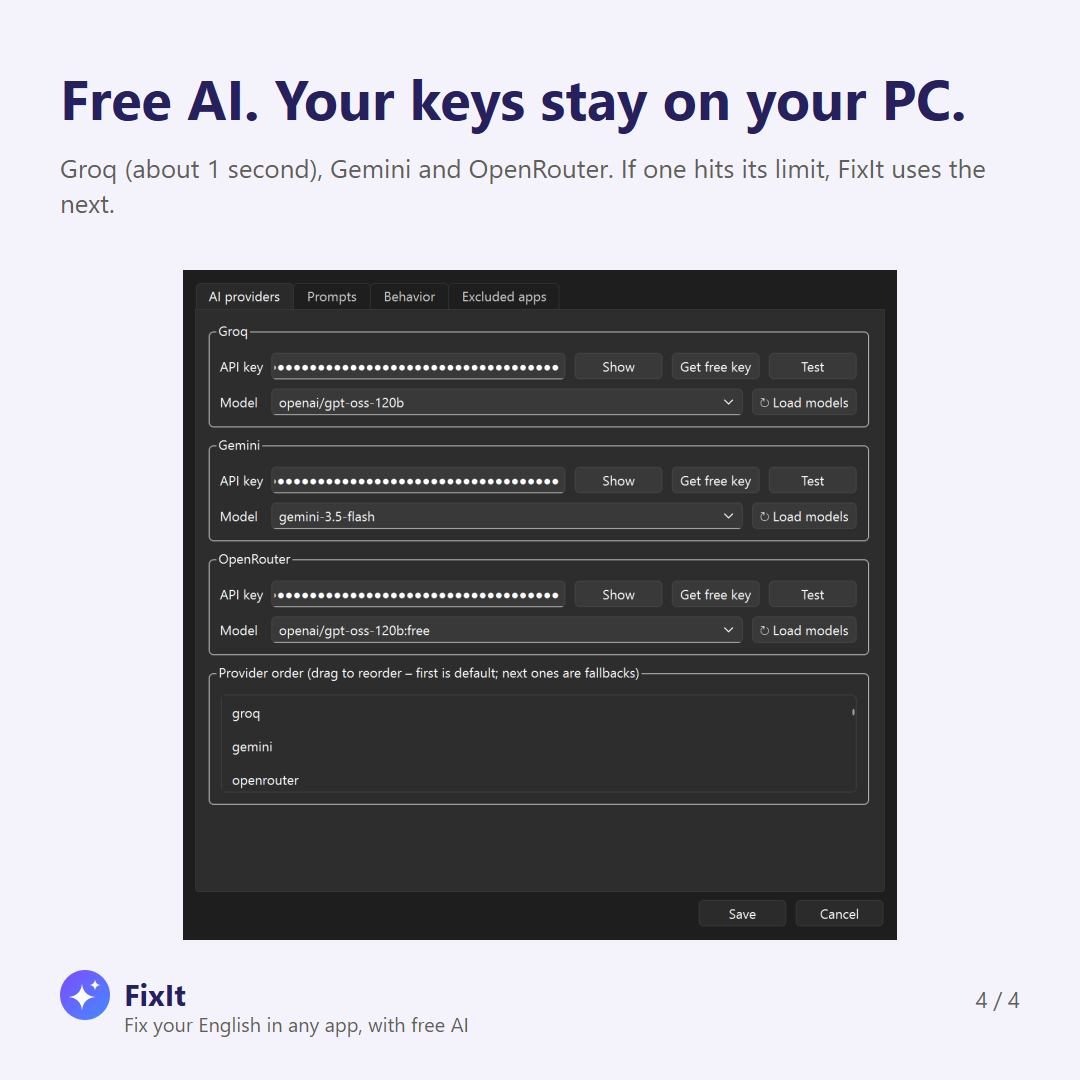 Free AI. Your keys stay on your PC.
Groq (about 1 second), Gemini and OpenRouter. If one hits its limit, FixIt uses the
next.
AI providers Prompts Behavior Excluded apps
Groq
API key Show Get free key Test
Model openai/gpt-oss-120b ↻ Load models
Gemini
API key Show Get free key Test
Model gemini-3.5-flash ↻ Load models
OpenRouter
API key Show Get free key Test
Model openai/gpt-oss-120b:free ↻ Load models
Provider order (drag to reorder – first is default; next ones are fallbacks)
groq
gemini
openrouter
Save Cancel
FixIt
Fix your English in any app, with free AI
4 / 4